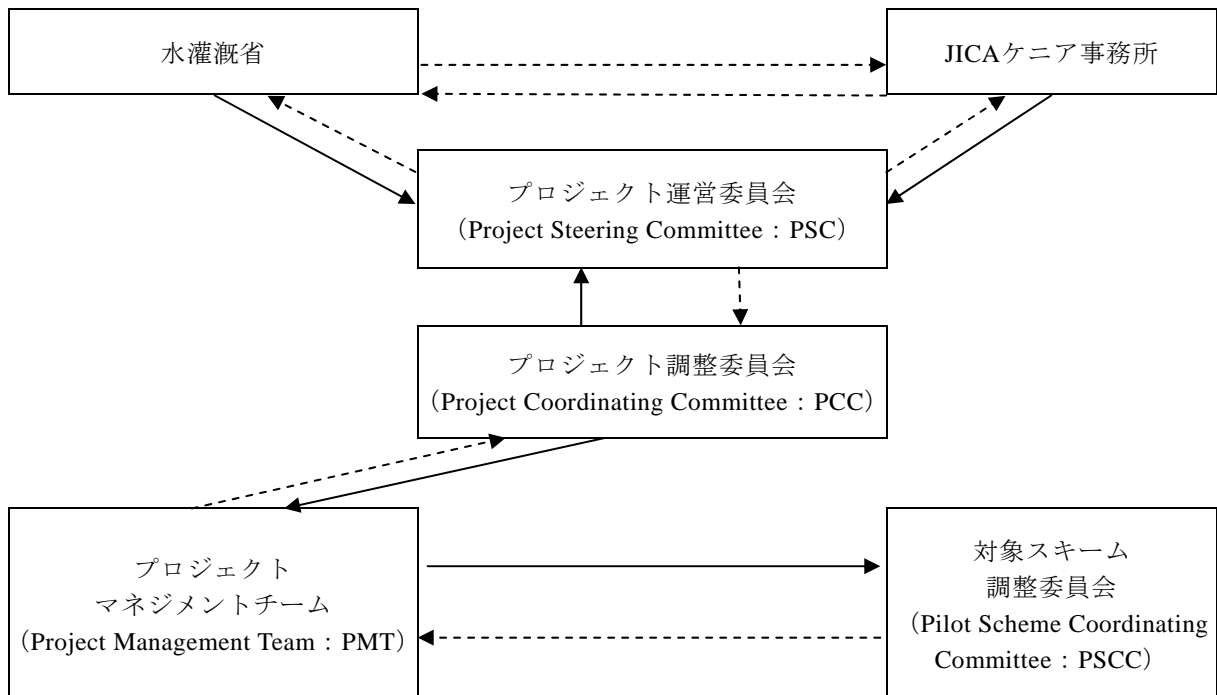 水灌漑省
JICAケニア事務所
プロジェクト運営委員会
（Project Steering Committee：PSC）
プロジェクト調整委員会
（Project Coordinating Committee：PCC）
プロジェクト
マネジメントチーム
（Project Management Team：PMT）
対象スキーム
調整委員会
（Pilot Scheme Coordinating
Committee：PSCC）